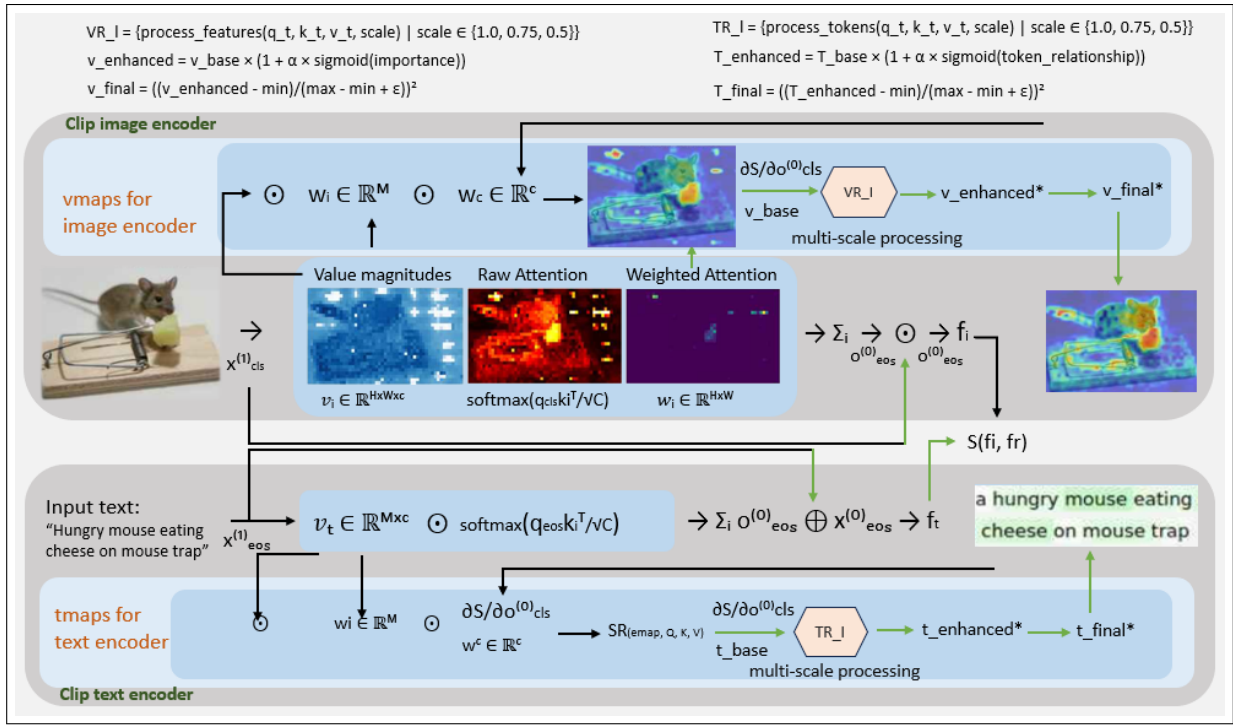 VR_l = {process_features(q_t, k_t, v_t, scale) | scale ∈ {1.0, 0.75, 0.5}}
v_enhanced = v_base × (1 + α × sigmoid(importance))
v_final = ((v_enhanced - min)/(max - min + ε))²
TR_l = {process_tokens(q_t, k_t, v_t, scale) | scale ∈ {1.0, 0.75, 0.5}}
T_enhanced = T_base × (1 + α × sigmoid(token_relationship))
T_final = ((T_enhanced - min)/(max - min + ε))²
Clip image encoder
vmaps for
image encoder
⊙ wᵢ ∈ ℝᴹ ⊙ w꜀ ∈ ℝᶜ
∂S/∂o⁽⁰⁾cls
v_base
VR_l
v_enhanced*
v_final*
multi-scale processing
Value magnitudes
Raw Attention
Weighted Attention
→
x⁽¹⁾cls
vᵢ ∈ ℝᴴˣᵂˣᶜ
softmax(q_clskiᵀ/√C)
wᵢ ∈ ℝᴴˣᵂ
→ Σᵢ → ⊙ → fᵢ
o⁽⁰⁾eos
o⁽⁰⁾eos
S(fi, fr)
Input text:
“Hungry mouse eating
cheese on mouse trap”
x⁽¹⁾eos
vₜ ∈ ℝᴹˣᶜ ⊙ softmax(q_eoskᵢᵀ/√C)
→ Σᵢ o⁽⁰⁾eos ⊕ x⁽⁰⁾eos → fₜ
a hungry mouse eating
cheese on mouse trap
tmaps for
text encoder
⊙ wi ∈ ℝᴹ ⊙ ∂S/∂o⁽⁰⁾cls
wᶜ ∈ ℝᶜ
SR(emap, Q, K, V)
∂S/∂o⁽⁰⁾cls
t_base
TR_l
t_enhanced*
t_final*
multi-scale processing
Clip text encoder